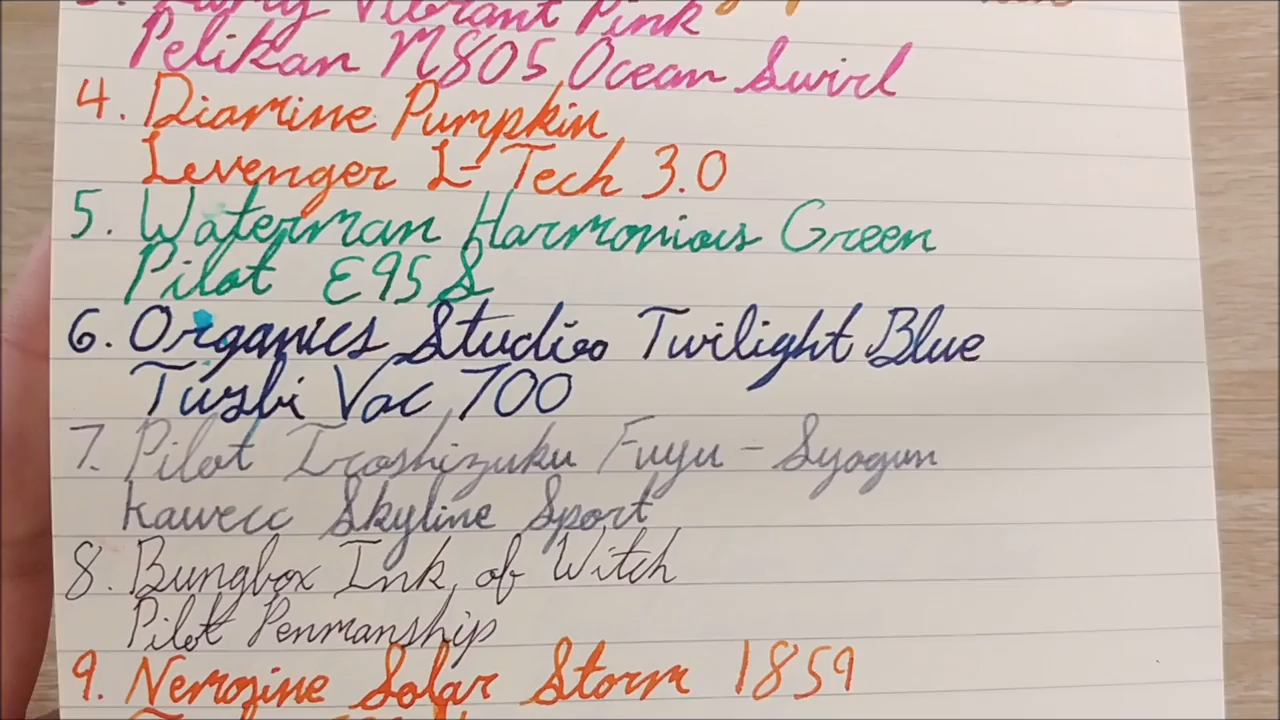 Vibrant Pink
Pelikan M805 Ocean Swirl
4. Diamine Pumpkin
Levenger L-Tech 3.0
5. Waterman Harmonious Green
Pilot E95S
6. Organics Studio Twilight Blue
Twsbi Vac 700
7. Pilot Iroshizuku Fuyu-Syogun
Kaweco Skyline Sport
8. Bungbox Ink of Witch
Pilot Penmanship
9. Nemosine Solar Storm 1859